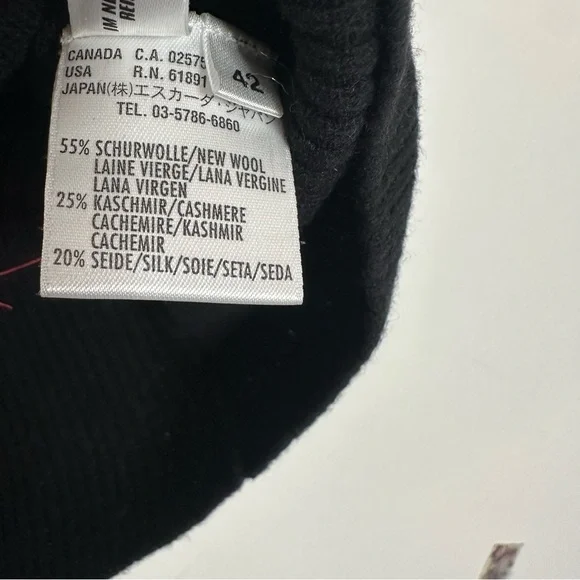 CANADA C.A. 0257
USA R.N. 61891
42
JAPAN(株)エスカーダ・ジャパン
TEL. 03-5786-6860
55% SCHURWOLLE/NEW WOOL
LAINE VIERGE/LANA VERGINE
LANA VIRGEN
25% KASCHMIR/CASHMERE
CACHEMIRE/KASHMIR
CACHEMIR
20% SEIDE/SILK/SOIE/SETA/SEDA